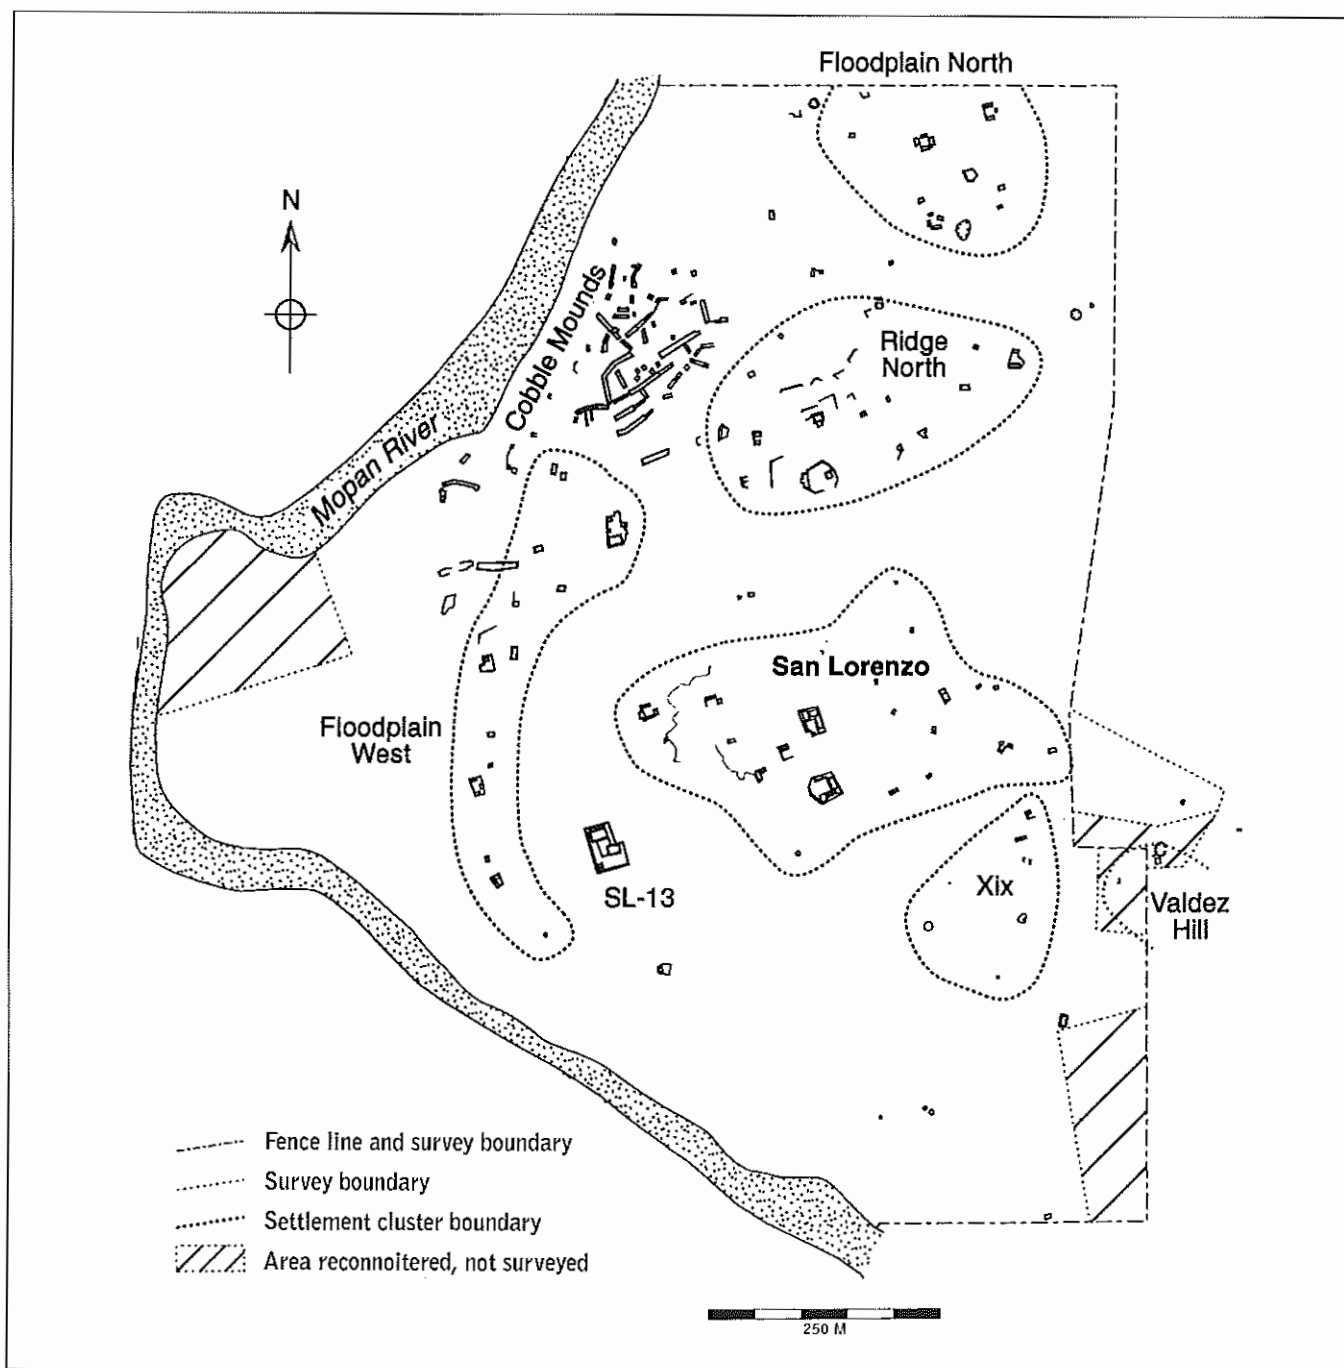 Floodplain North
N
Cobble Mounds
Ridge
North
Mopan River
San Lorenzo
Floodplain
West
SL-13
Xix
Valdez
Hill
Fence line and survey boundary
Survey boundary
Settlement cluster boundary
Area reconnoitered, not surveyed
250 M